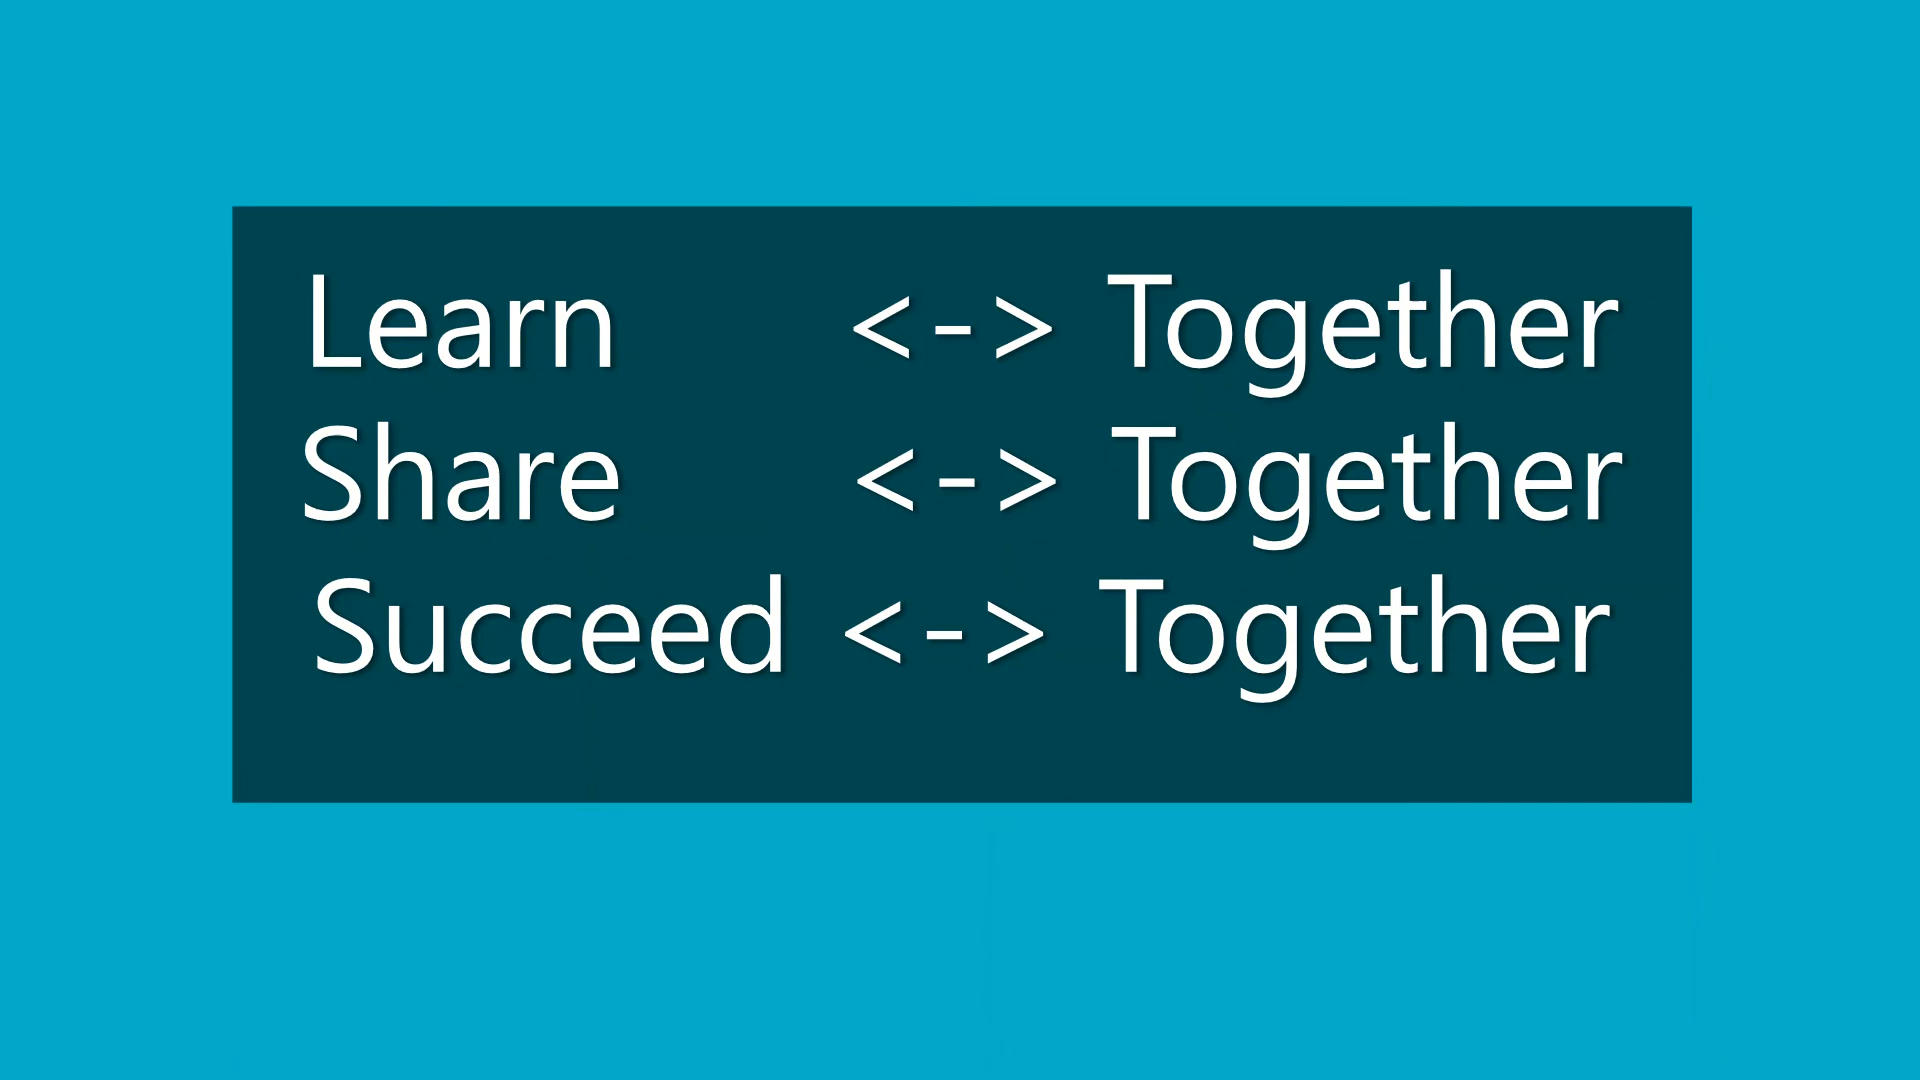 Learn <-> Together
Share <-> Together
Succeed <-> Together